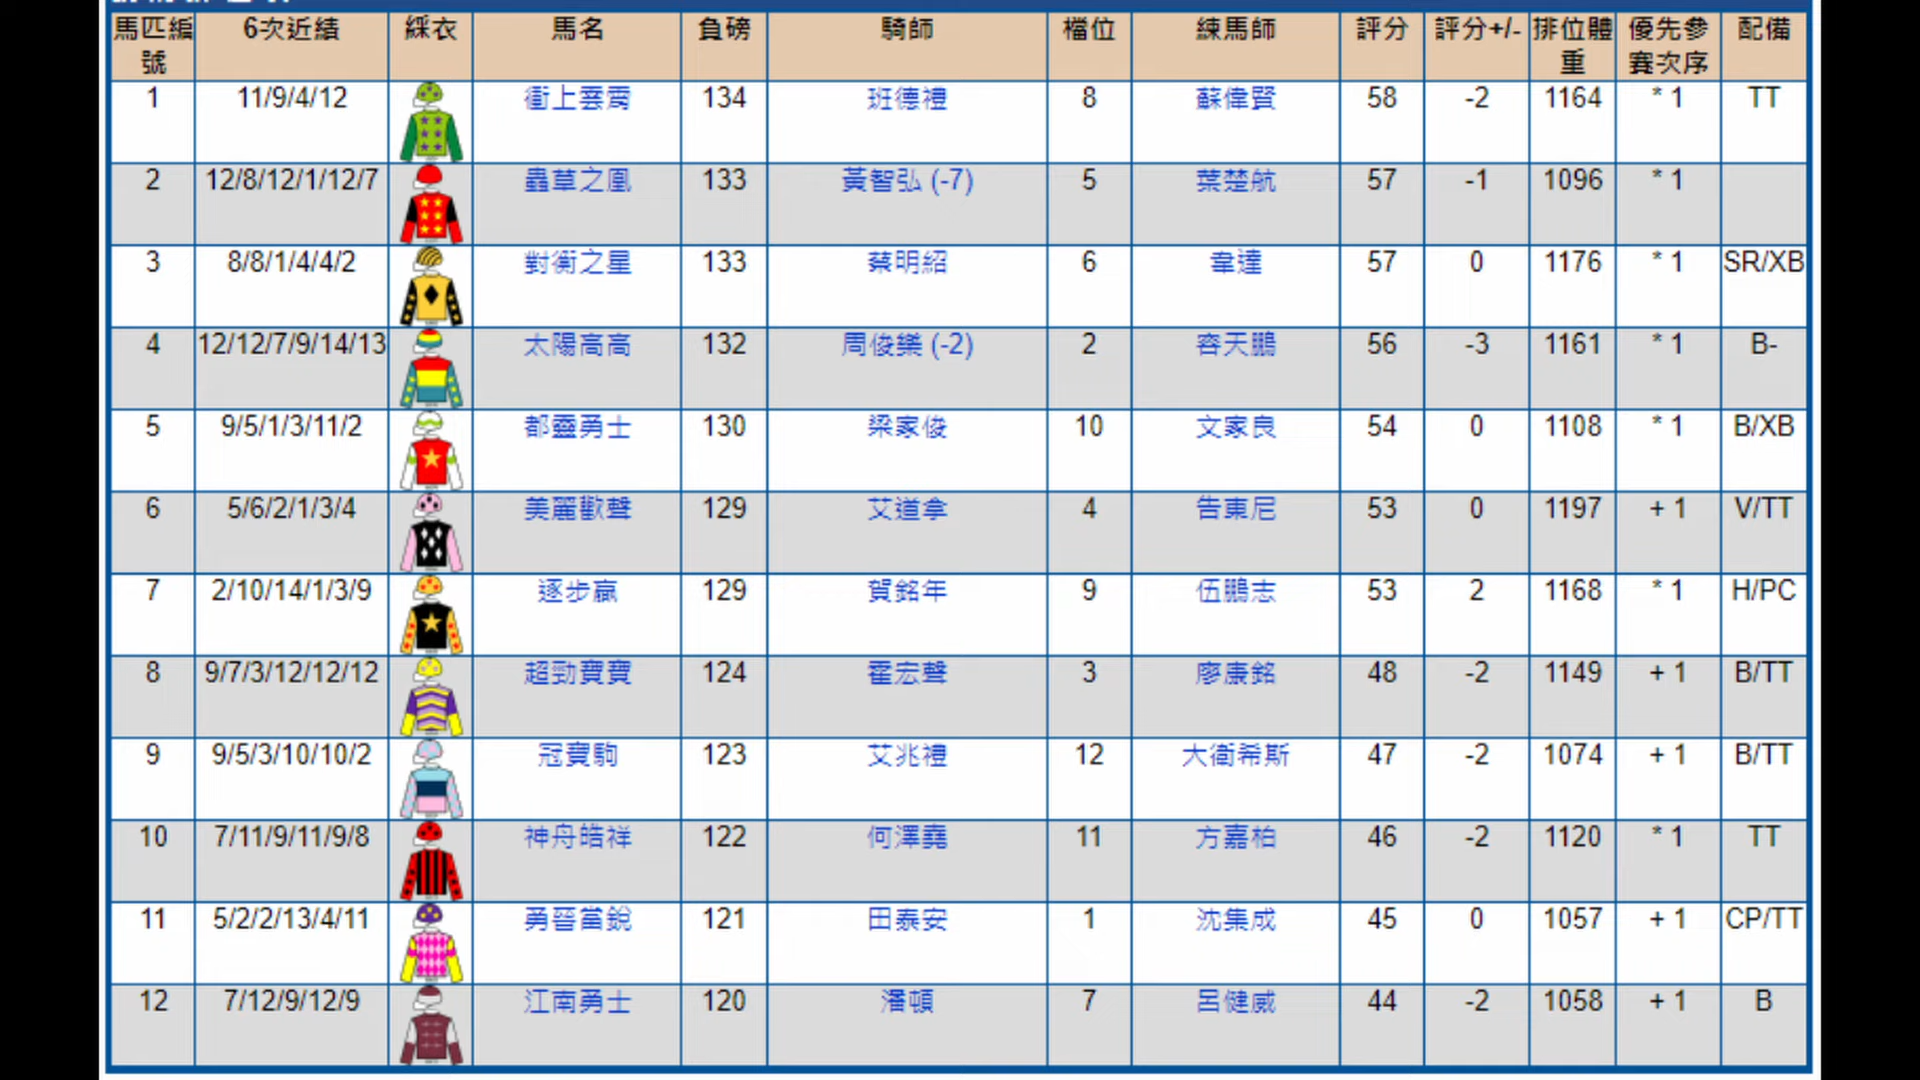 馬匹編號 6次近績 綵衣 馬名 負磅 騎師 檔位 練馬師 評分 評分+/- 排位體重 優先參賽次序 配備
1 11/9/4/12 衝上雲霄 134 班德禮 8 蘇偉賢 58 -2 1164 * 1 TT
2 12/8/12/1/12/7 蟲草之凰 133 黃智弘 (-7) 5 葉楚航 57 -1 1096 * 1
3 8/8/1/4/4/2 對衡之星 133 蔡明紹 6 韋達 57 0 1176 * 1 SR/XB
4 12/12/7/9/14/13 太陽高高 132 周俊樂 (-2) 2 容天鵬 56 -3 1161 * 1 B-
5 9/5/1/3/11/2 都靈勇士 130 梁家俊 10 文家良 54 0 1108 * 1 B/XB
6 5/6/2/1/3/4 美麗歡聲 129 艾道拿 4 告東尼 53 0 1197 + 1 V/TT
7 2/10/14/1/3/9 逐步贏 129 賀銘年 9 伍鵬志 53 2 1168 * 1 H/PC
8 9/7/3/12/12/12 超勁寶寶 124 霍宏聲 3 廖康銘 48 -2 1149 + 1 B/TT
9 9/5/3/10/10/2 冠寶駒 123 艾兆禮 12 大衛希斯 47 -2 1074 + 1 B/TT
10 7/11/9/11/9/8 神舟皓祥 122 何澤堯 11 方嘉柏 46 -2 1120 * 1 TT
11 5/2/2/13/4/11 勇晉當銳 121 田泰安 1 沈集成 45 0 1057 + 1 CP/TT
12 7/12/9/12/9 江南勇士 120 潘頓 7 呂健威 44 -2 1058 + 1 B